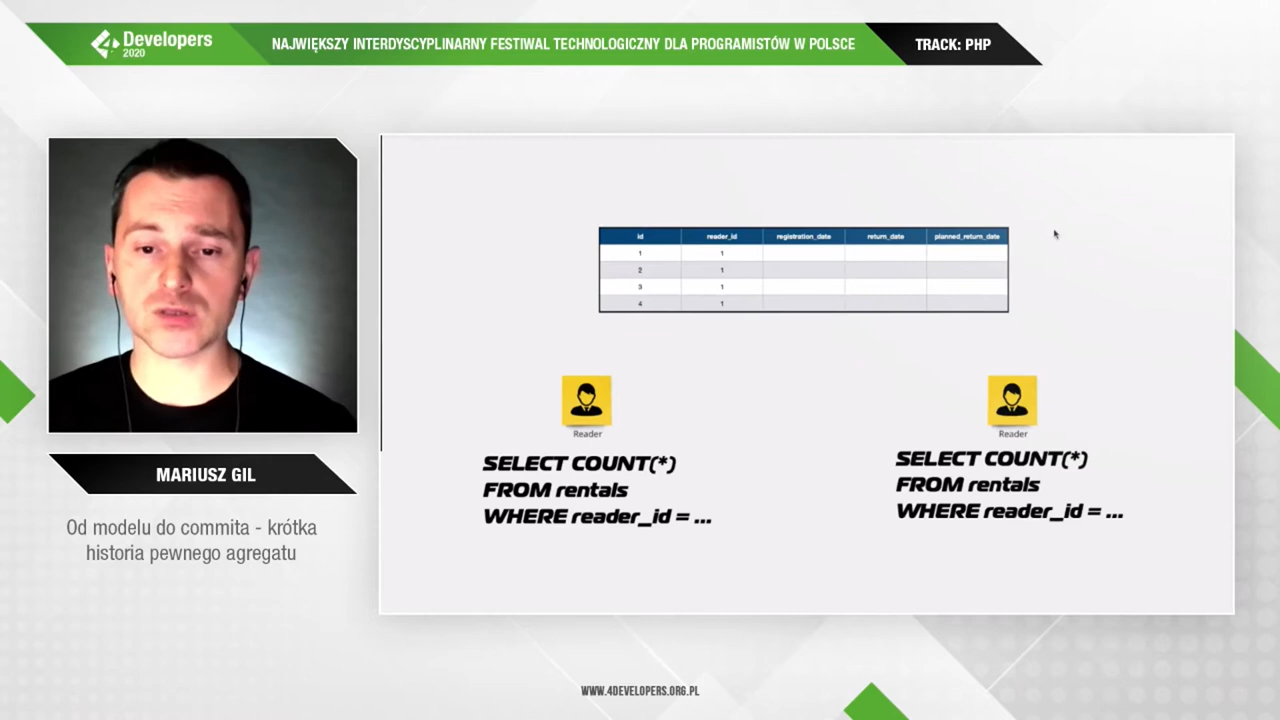 4Developers
2020
NAJWIĘKSZY INTERDYSCYPLINARNY FESTIWAL TECHNOLOGICZNY DLA PROGRAMISTÓW W POLSCE
TRACK: PHP
id reader_id registration_date return_date planned_return_date
1 1
2 1
3 1
4 1
Reader
SELECT COUNT(*)
FROM rentals
WHERE reader_id = ...
Reader
SELECT COUNT(*)
FROM rentals
WHERE reader_id = ...
MARIUSZ GIL
Od modelu do commita - krótka
historia pewnego agregatu
WWW.4DEVELOPERS.ORG.PL